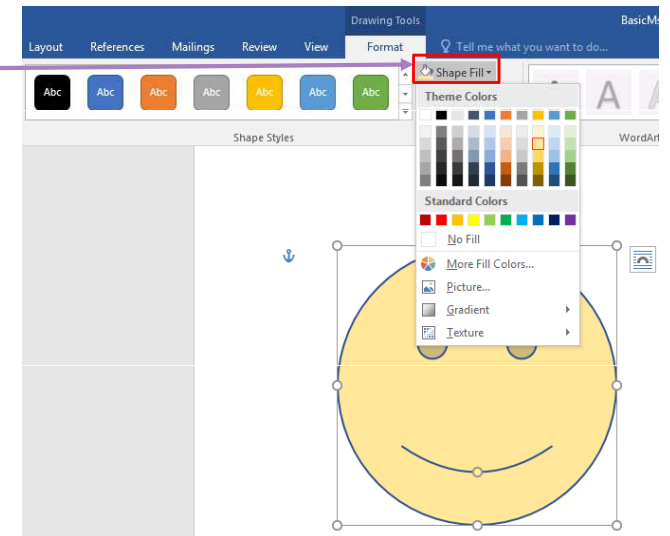 Drawing Tools
BasicMs
Layout References Mailings Review View Format Tell me what you want to do...
Shape Fill
Abc Abc Abc Abc Abc Abc Abc
A
Theme Colors
Shape Styles
WordArt
Standard Colors
No Fill
More Fill Colors...
Picture...
Gradient
Texture